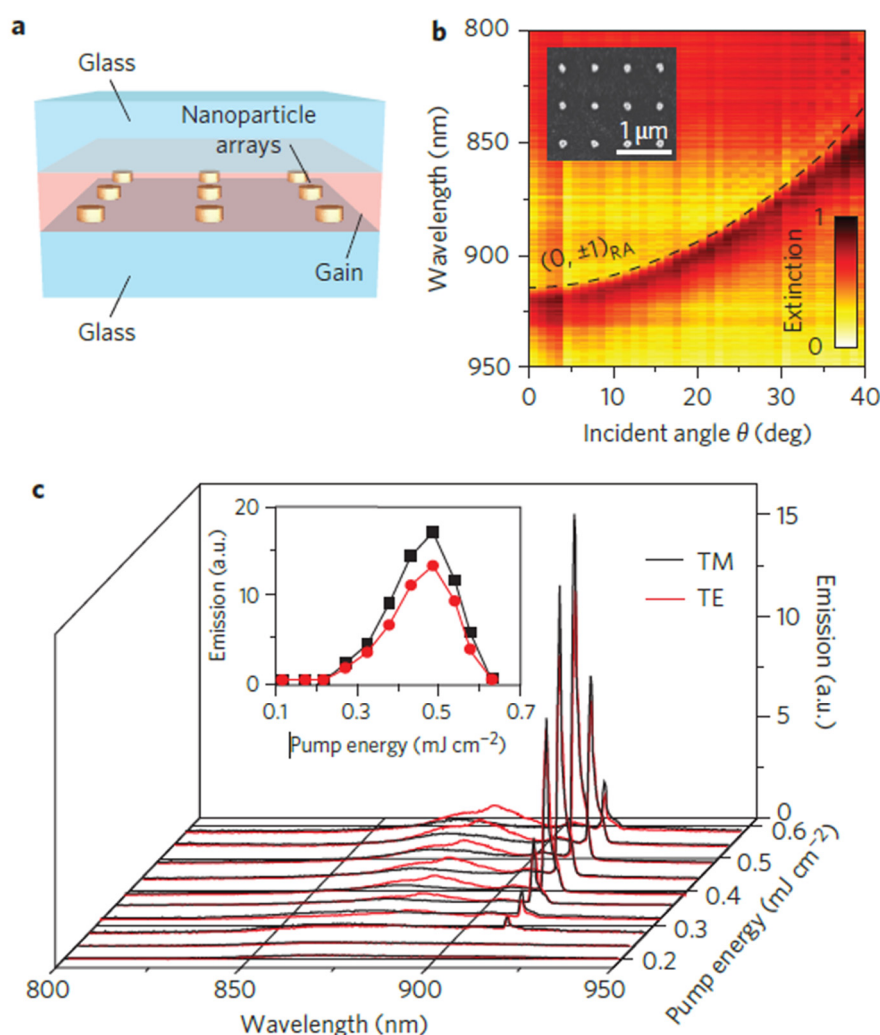 a
Glass
Nanoparticle
arrays
Gain
Glass
b
800
850
900
950
Wavelength (nm)
1 μm
(0, ±1)RA
Extinction
1
0
0 10 20 30 40
Incident angle θ (deg)
c
20
10
0
Emission (a.u.)
0.1 0.3 0.5 0.7
Pump energy (mJ cm⁻²)
TM
TE
15
10
5
0
Emission (a.u.)
0.6
0.5
0.4
0.3
0.2
Pump energy (mJ cm⁻²)
800 850 900 950
Wavelength (nm)